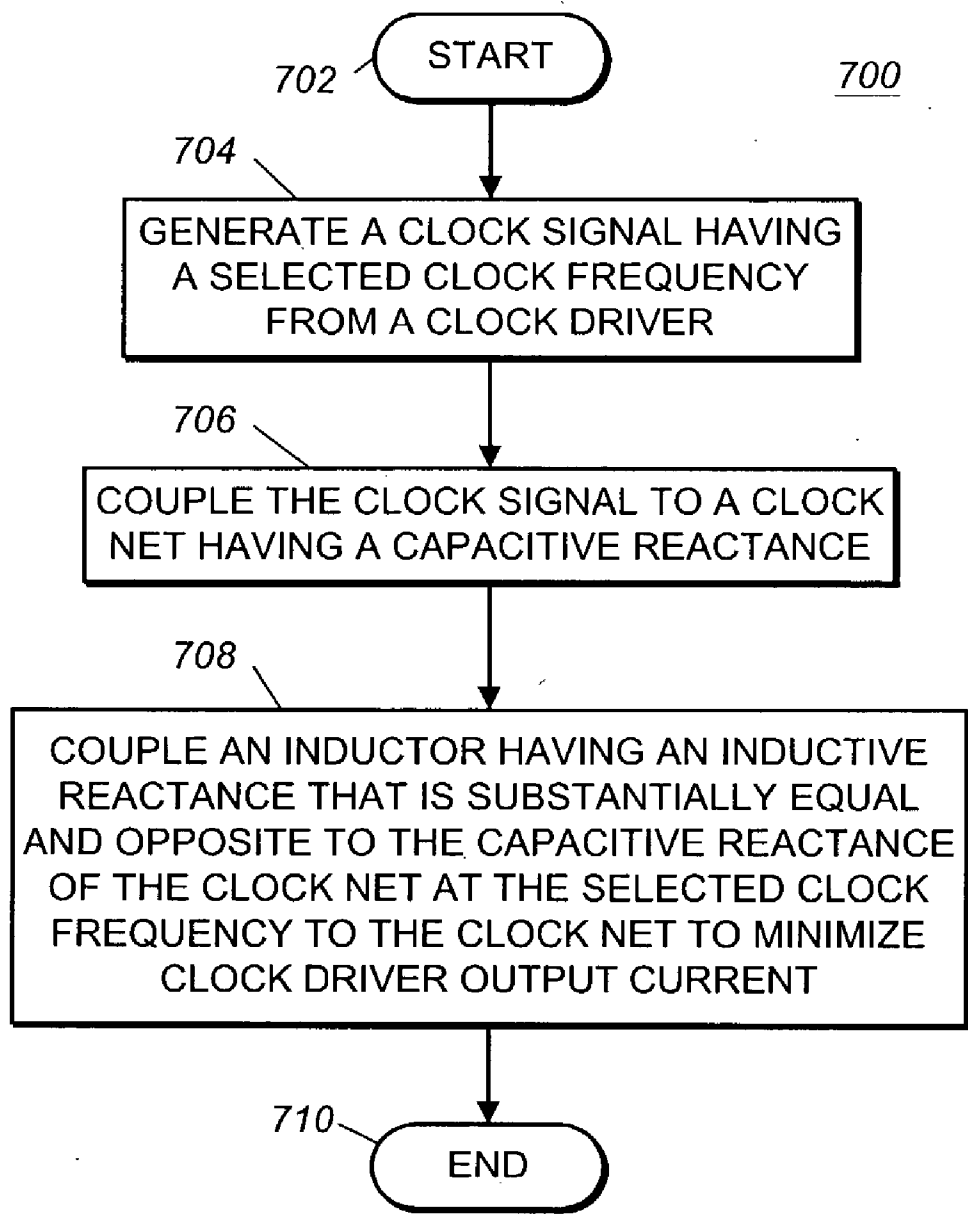 START
702
700
704
GENERATE A CLOCK SIGNAL HAVING
A SELECTED CLOCK FREQUENCY
FROM A CLOCK DRIVER
706
COUPLE THE CLOCK SIGNAL TO A CLOCK
NET HAVING A CAPACITIVE REACTANCE
708
COUPLE AN INDUCTOR HAVING AN INDUCTIVE
REACTANCE THAT IS SUBSTANTIALLY EQUAL
AND OPPOSITE TO THE CAPACITIVE REACTANCE
OF THE CLOCK NET AT THE SELECTED CLOCK
FREQUENCY TO THE CLOCK NET TO MINIMIZE
CLOCK DRIVER OUTPUT CURRENT
710
END